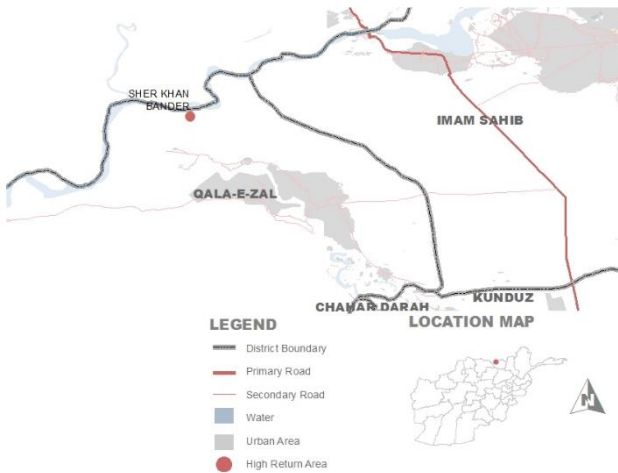 SHER KHAN
BANDER
IMAM SAHIB
QALA-E-ZAL
CHAHAR DARAH
KUNDUZ
LEGEND
District Boundary
Primary Road
Secondary Road
Water
Urban Area
High Return Area
LOCATION MAP
N